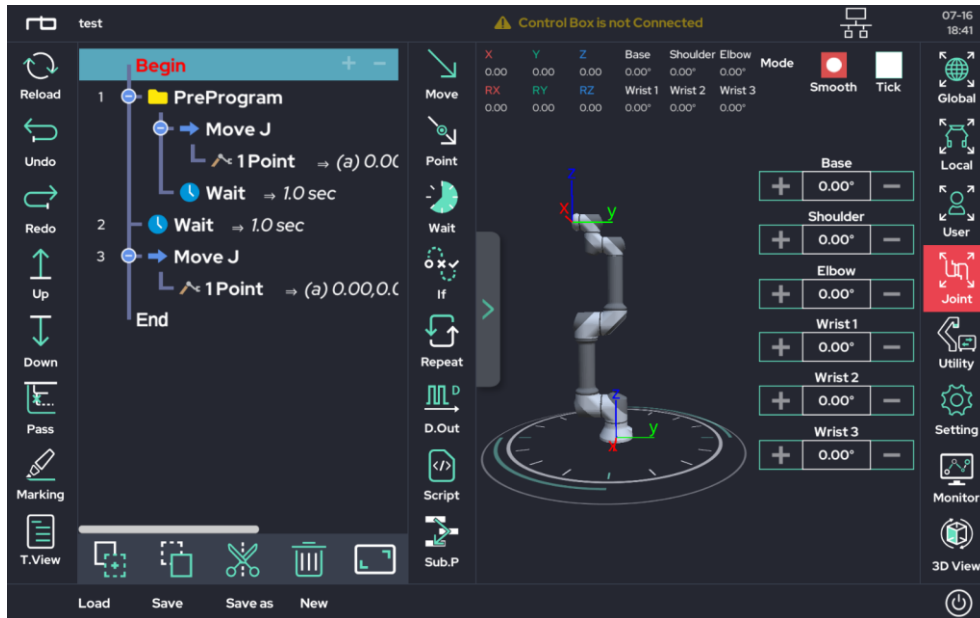 rb
test
Control Box is not Connected
07-16
18:41
Reload
Undo
Redo
Up
Down
Pass
Marking
T.View
Begin
1 PreProgram
Move J
1 Point ⇒ (a) 0.00
Wait ⇒ 1.0 sec
2 Wait ⇒ 1.0 sec
3 Move J
1 Point ⇒ (a) 0.00,0.0
End
Move
Point
Wait
If
Repeat
D
D.Out
Script
Sub.P
X Y Z Base Shoulder Elbow
0.00 0.00 0.00 0.00° 0.00° 0.00°
RX RY RZ Wrist 1 Wrist 2 Wrist 3
0.00 0.00 0.00 0.00° 0.00° 0.00°
Mode
Smooth
Tick
z
x y
z
y
x
Base
0.00°
Shoulder
0.00°
Elbow
0.00°
Wrist 1
0.00°
Wrist 2
0.00°
Wrist 3
0.00°
Global
Local
User
Joint
Utility
Setting
Monitor
3D View
Load Save Save as New